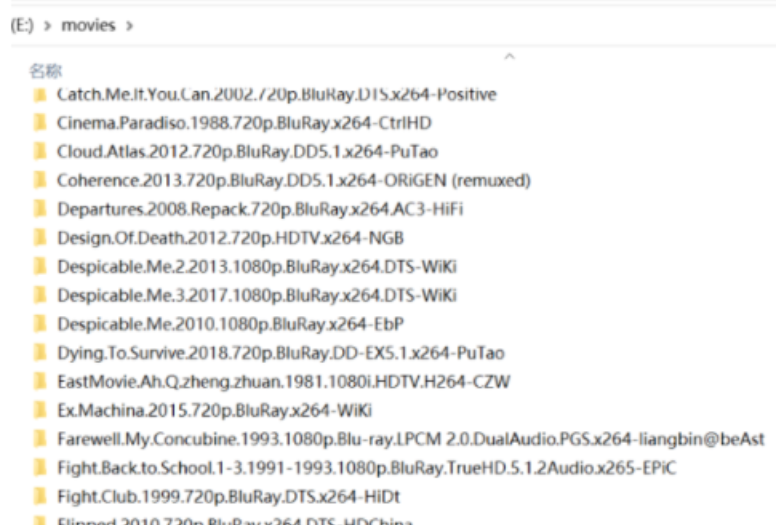 (E:) > movies >
名称
Catch.Me.If.You.Can.2002.720p.BluRay.DTS.x264-Positive
Cinema.Paradiso.1988.720p.BluRay.x264-CtrlHD
Cloud.Atlas.2012.720p.BluRay.DD5.1.x264-PuTao
Coherence.2013.720p.BluRay.DD5.1.x264-ORiGEN (remuxed)
Departures.2008.Repack.720p.BluRay.x264.AC3-HiFi
Design.Of.Death.2012.720p.HDTV.x264-NGB
Despicable.Me.2.2013.1080p.BluRay.x264.DTS-WiKi
Despicable.Me.3.2017.1080p.BluRay.x264.DTS-WiKi
Despicable.Me.2010.1080p.BluRay.x264-EbP
Dying.To.Survive.2018.720p.BluRay.DD-EX5.1.x264-PuTao
EastMovie.Ah.Q.zheng.zhuan.1981.1080i.HDTV.H264-CZW
Ex.Machina.2015.720p.BluRay.x264-WiKi
Farewell.My.Concubine.1993.1080p.Blu-ray.LPCM 2.0.DualAudio.PGS.x264-liangbin@beAst
Fight.Back.to.School.1-3.1991-1993.1080p.BluRay.TrueHD.5.1.2Audio.x265-EPiC
Fight.Club.1999.720p.BluRay.DTS.x264-HiDt
Flipped.2010.720p.BluRay.x264.DTS-HDChina